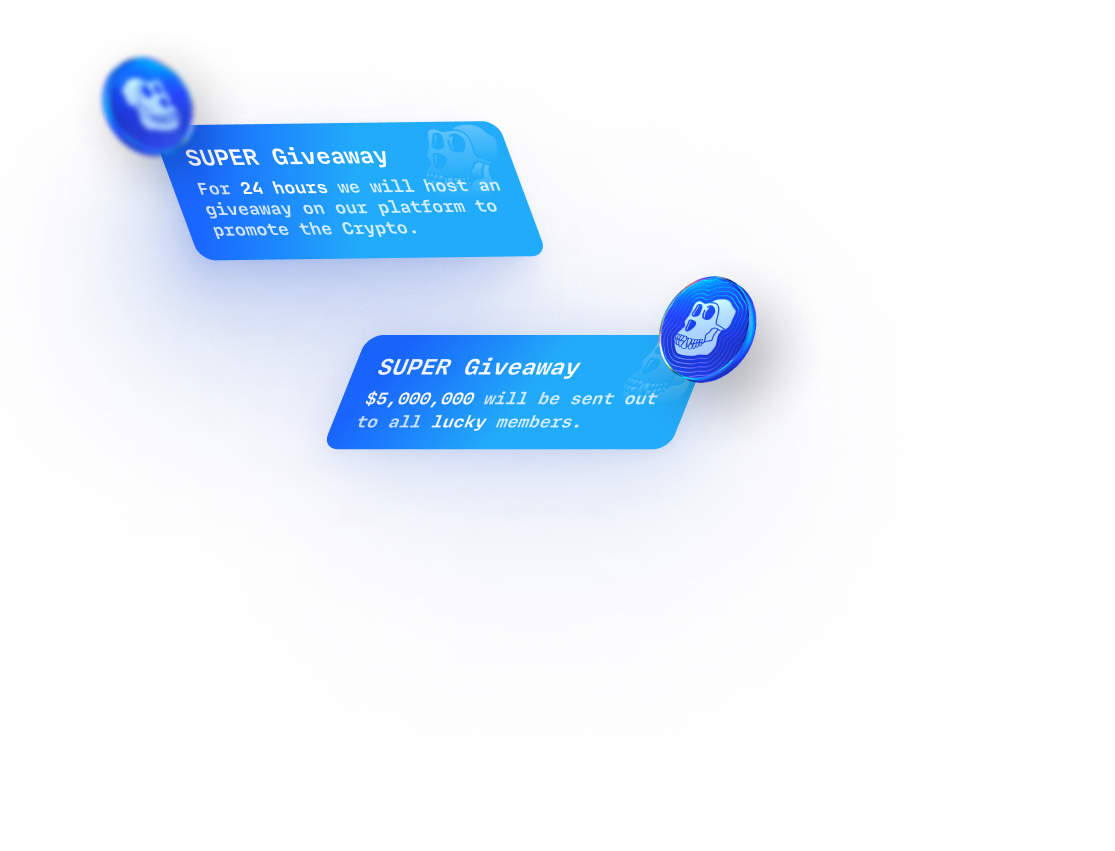 SUPER Giveaway
For 24 hours we will host an
giveaway on our platform to
promote the Crypto.
SUPER Giveaway
$5,000,000 will be sent out
to all lucky members.